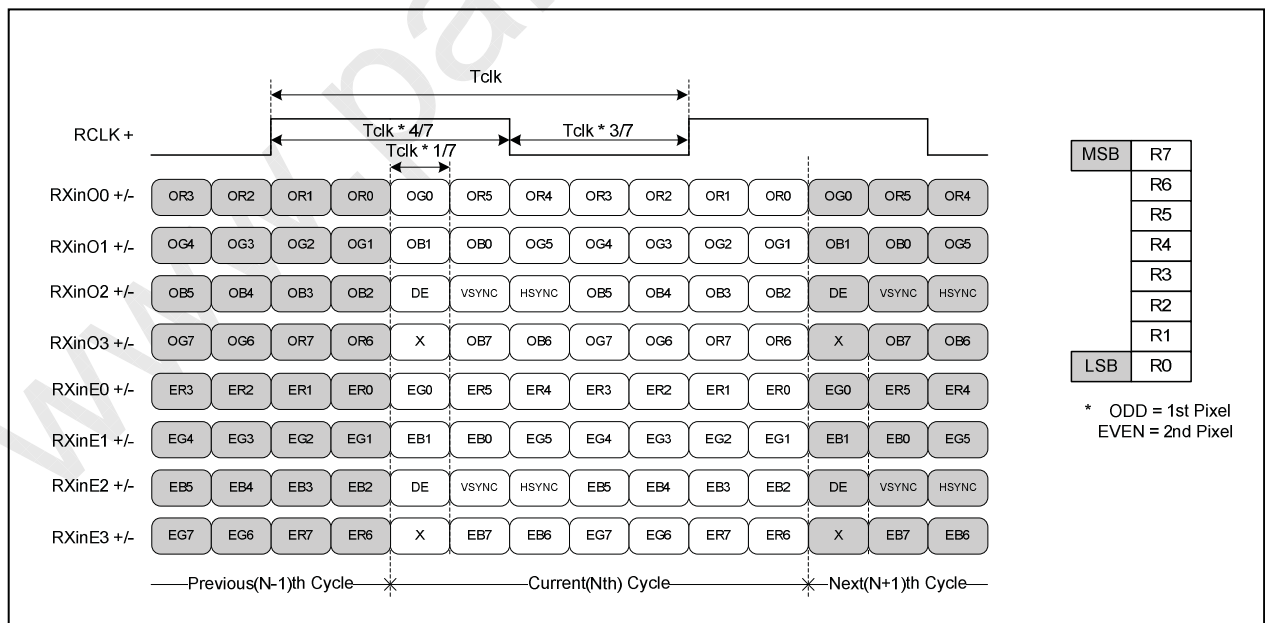 Tclk
RCLK +
Tclk * 4/7
Tclk * 3/7
Tclk * 1/7
RXinO0 +/- OR3 OR2 OR1 OR0 OG0 OR5 OR4 OR3 OR2 OR1 OR0 OG0 OR5 OR4
RXinO1 +/- OG4 OG3 OG2 OG1 OB1 OB0 OG5 OG4 OG3 OG2 OG1 OB1 OB0 OG5
RXinO2 +/- OB5 OB4 OB3 OB2 DE VSYNC HSYNC OB5 OB4 OB3 OB2 DE VSYNC HSYNC
RXinO3 +/- OG7 OG6 OR7 OR6 X OB7 OB6 OG7 OG6 OR7 OR6 X OB7 OB6
RXinE0 +/- ER3 ER2 ER1 ER0 EG0 ER5 ER4 ER3 ER2 ER1 ER0 EG0 ER5 ER4
RXinE1 +/- EG4 EG3 EG2 EG1 EB1 EB0 EG5 EG4 EG3 EG2 EG1 EB1 EB0 EG5
RXinE2 +/- EB5 EB4 EB3 EB2 DE VSYNC HSYNC EB5 EB4 EB3 EB2 DE VSYNC HSYNC
RXinE3 +/- EG7 EG6 ER7 ER6 X EB7 EB6 EG7 EG6 ER7 ER6 X EB7 EB6
Previous(N-1)th Cycle Current(Nth) Cycle Next(N+1)th Cycle
MSB R7
R6
R5
R4
R3
R2
R1
LSB R0
* ODD = 1st Pixel
EVEN = 2nd Pixel
www.pa